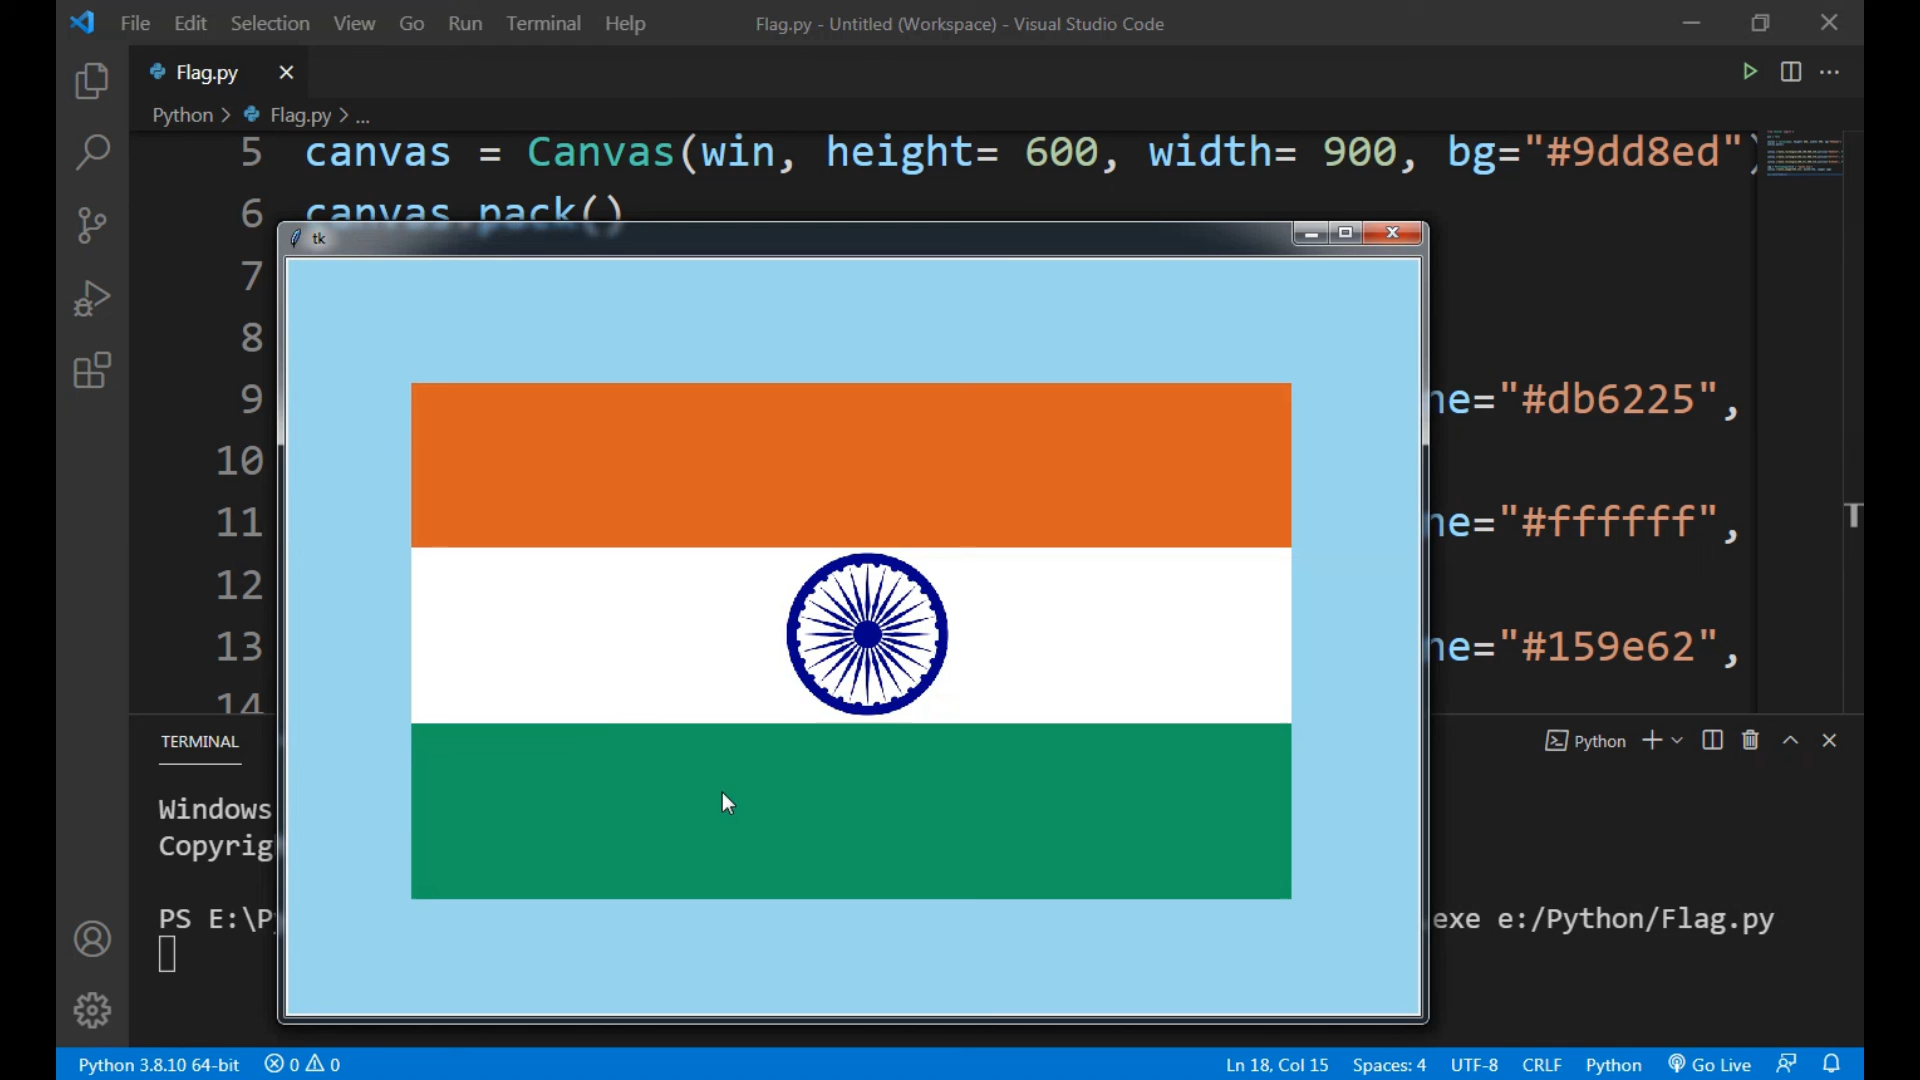 File Edit Selection View Go Run Terminal Help Flag.py - Untitled (Workspace) - Visual Studio Code
Flag.py
Python > Flag.py > ...
5 canvas = Canvas(win, height= 600, width= 900, bg="#9dd8ed")
6 canvas.pack()
tk
7
8
9 ne="#db6225",
10
11 ne="#ffffff",
12
13 ne="#159e62",
14
TERMINAL
Python
Windows
Copyrig
PS E:\Py exe e:/Python/Flag.py
Python 3.8.10 64-bit 0 0 Ln 18, Col 15 Spaces: 4 UTF-8 CRLF Python Go Live